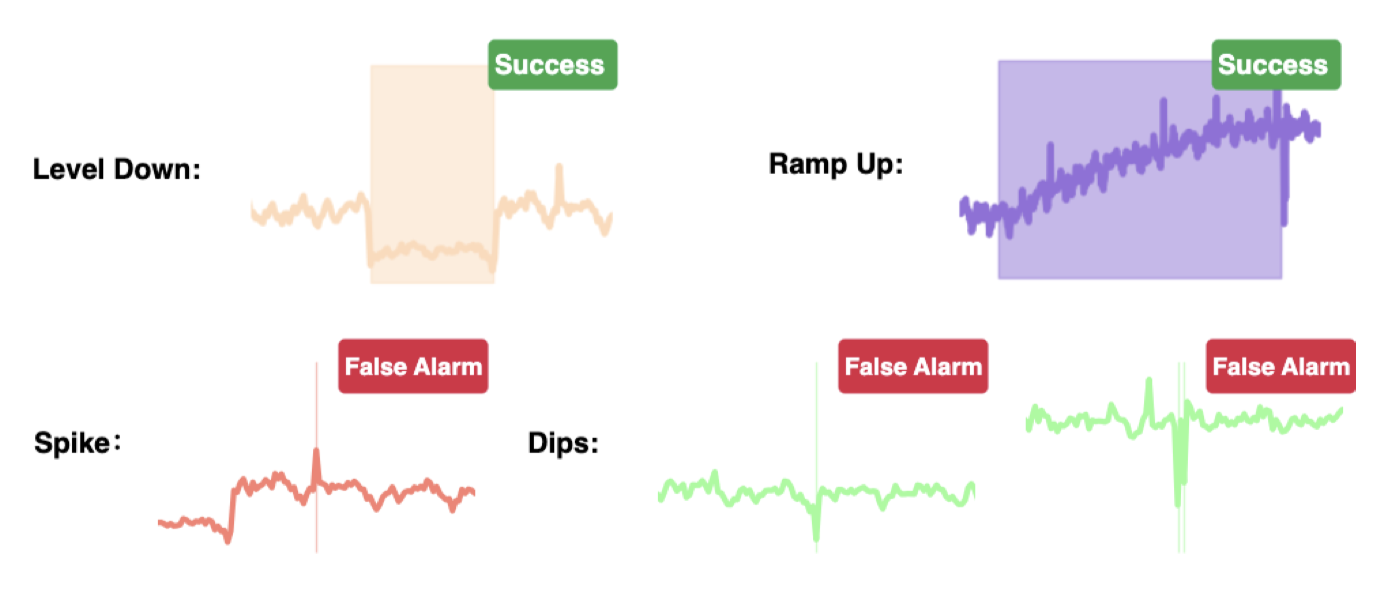 Success
Success
Level Down:
Ramp Up:
False Alarm
False Alarm
False Alarm
Spike:
Dips: